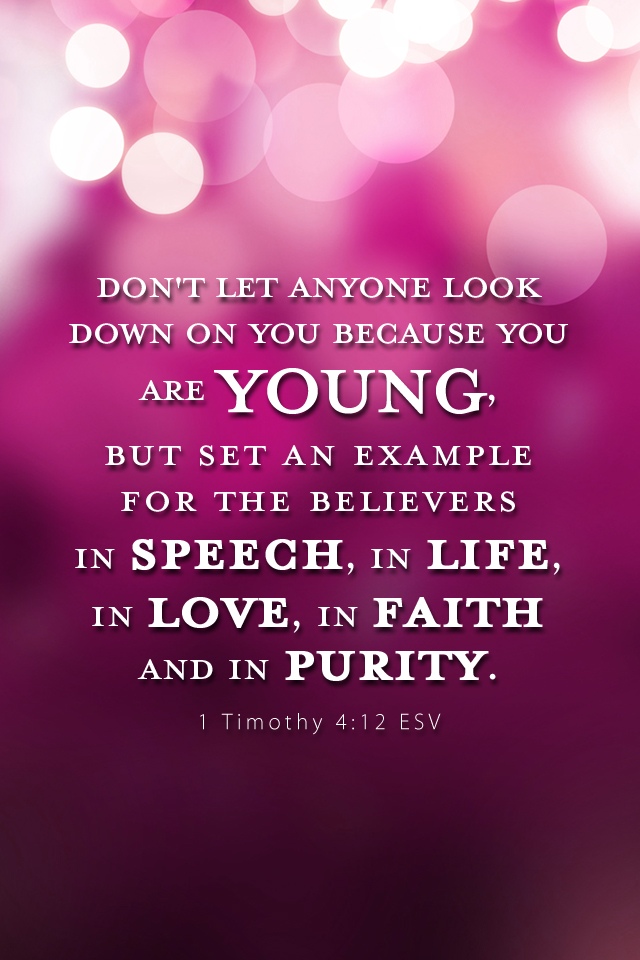 DON'T LET ANYONE LOOK
DOWN ON YOU BECAUSE YOU
ARE YOUNG,
BUT SET AN EXAMPLE
FOR THE BELIEVERS
IN SPEECH, IN LIFE,
IN LOVE, IN FAITH
AND IN PURITY.
1 Timothy 4:12 ESV